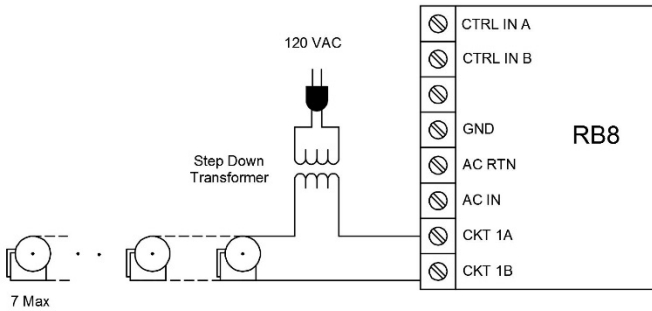 120 VAC
Step Down
Transformer
7 Max
CTRL IN A
CTRL IN B
GND
AC RTN
AC IN
CKT 1A
CKT 1B
RB8